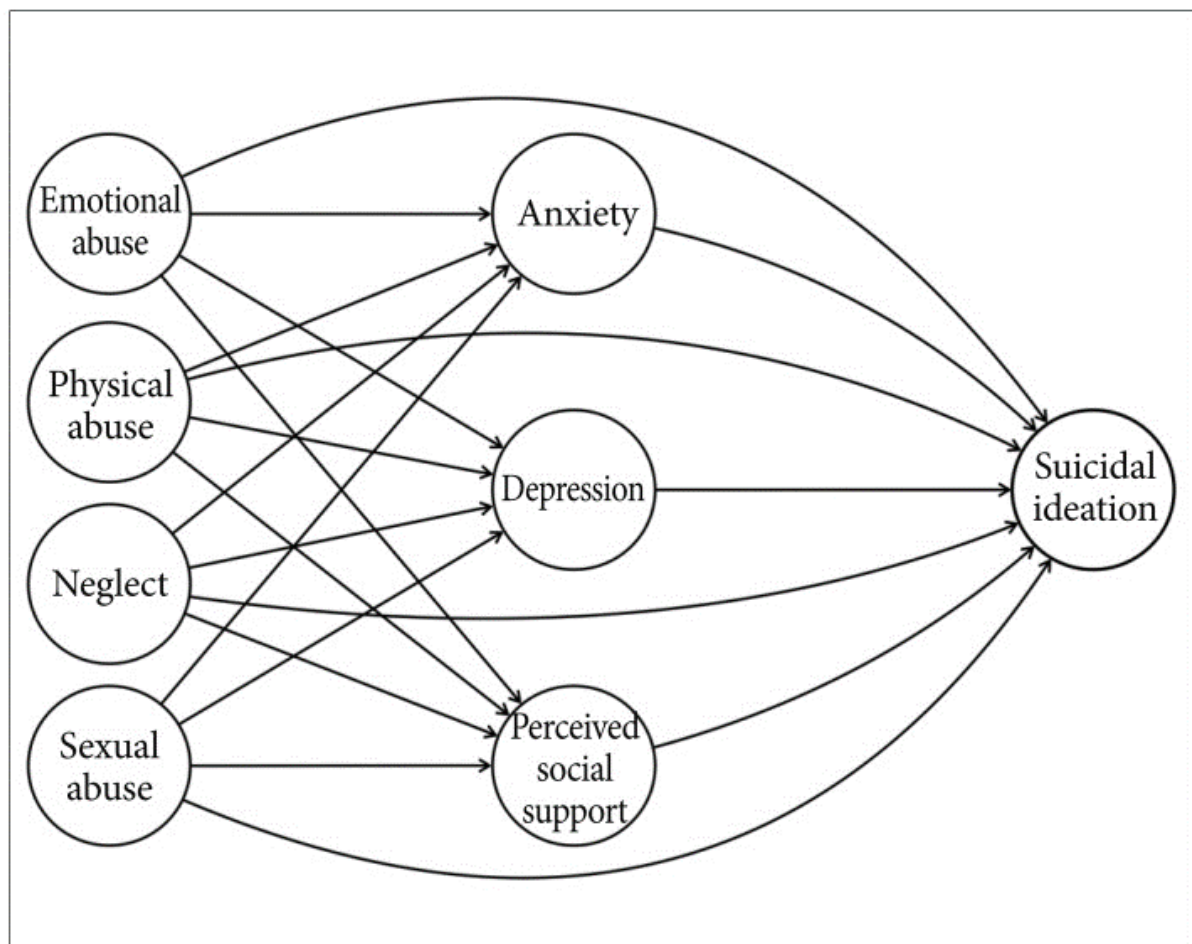 Emotional
abuse
Anxiety
Physical
abuse
Depression
Suicidal
ideation
Neglect
Sexual
abuse
Perceived
social
support